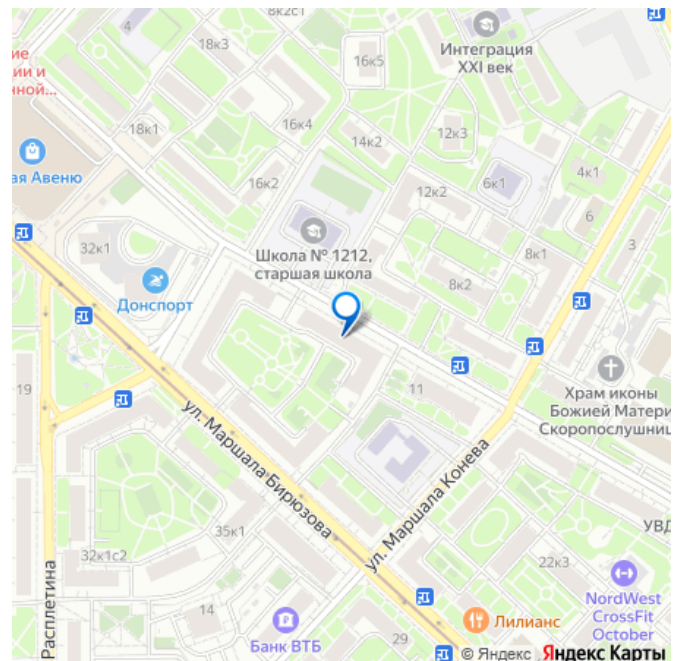 8к2с1
18к3
4
16к5
Интеграция
XXI век
ие
ии и
нной...
18к1
16к4
14к2
12к3
ая Авеню
16к2
12к2
6к1
4к1
6
32к1
Школа № 1212,
старшая школа
8к1
3
Донспорт
8к2
19
11
Храм иконы
Божией Матери
Скоропослушниц
ул. Маршала Бирюзова
ул. Маршала Конева
35к1
УВД
32к1с2
22к3
Расплетина
14
NordWest
CrossFit
October
Лилианс
Банк ВТБ
29
© Яндекс Яндекс Карты